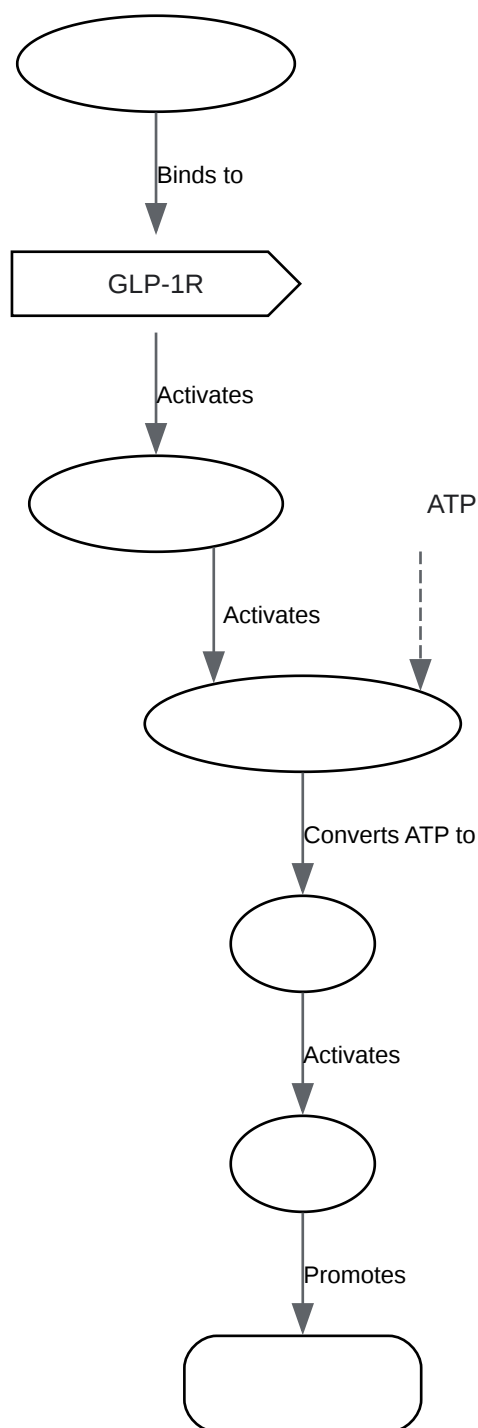 Binds to
GLP-1R
Activates
ATP
Activates
Converts ATP to
Activates
Promotes